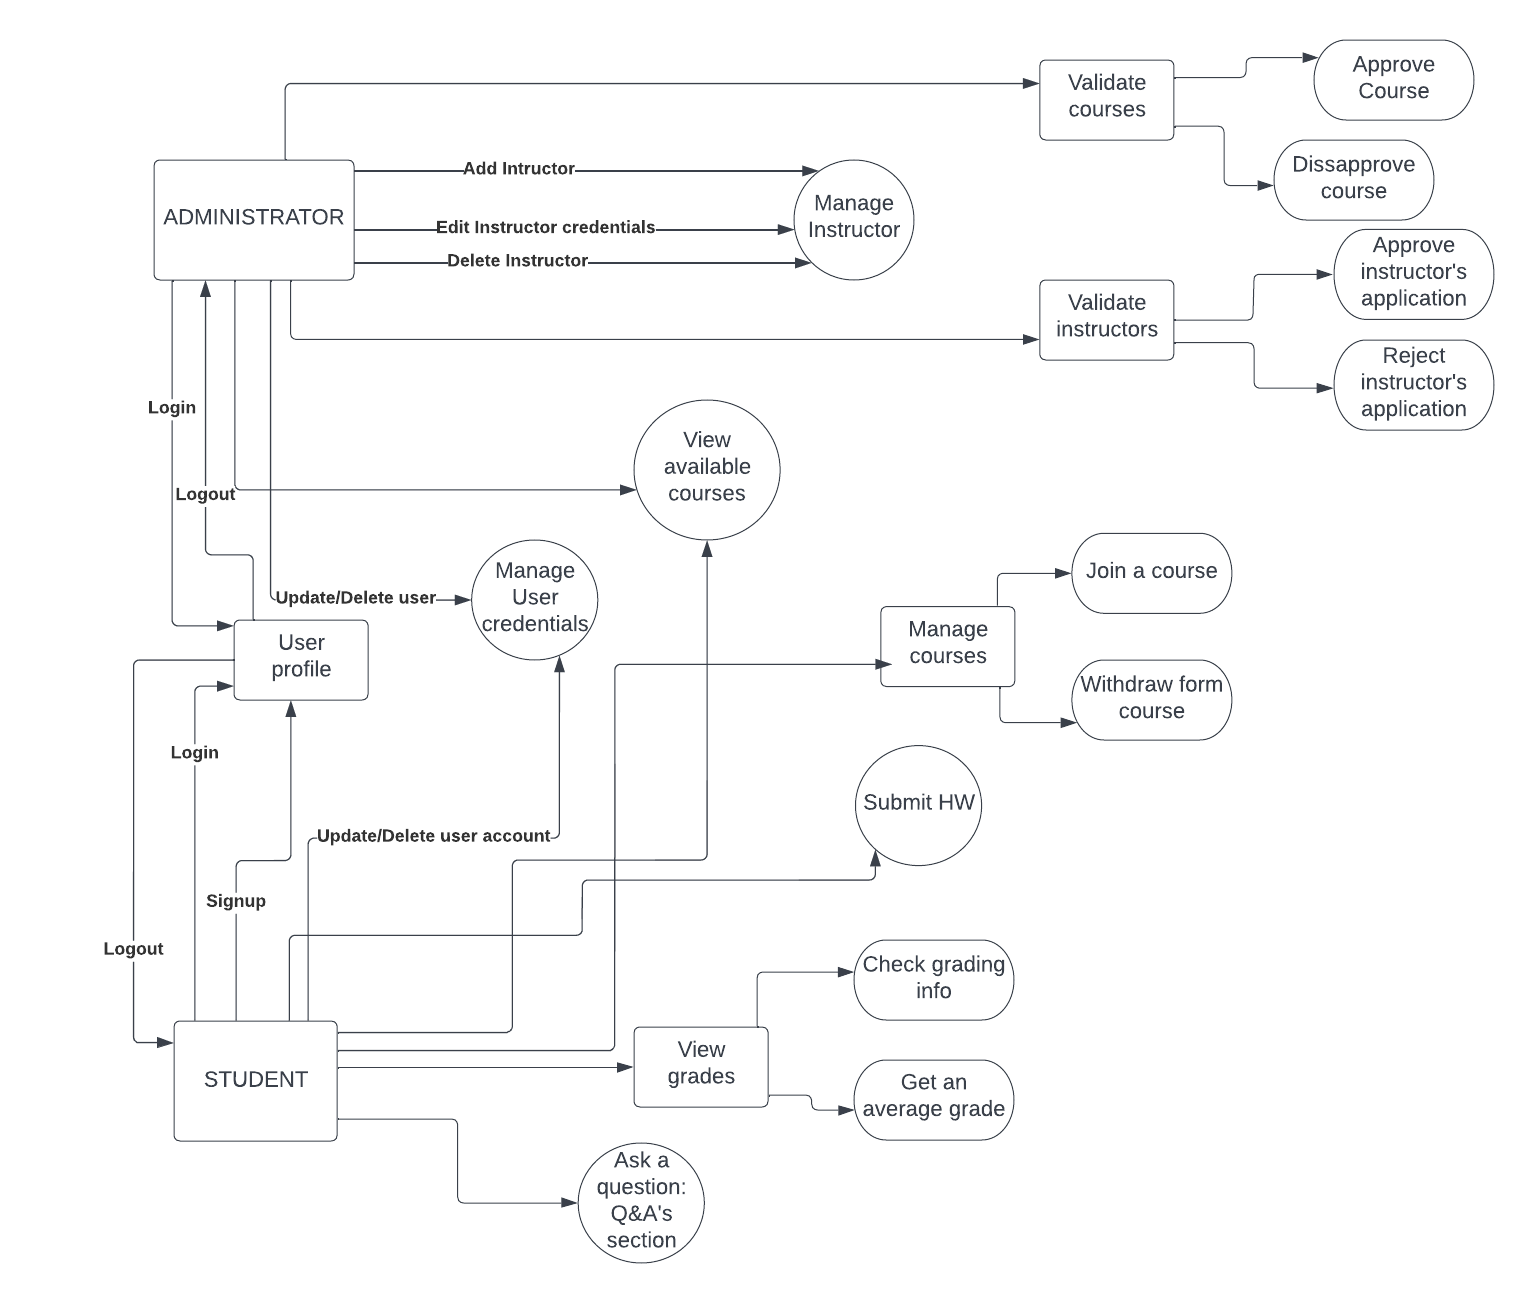 Approve
Course
Validate
courses
Dissapprove
course
ADMINISTRATOR
Add Intructor
Edit Instructor credentials
Delete Instructor
Manage
Instructor
Approve
instructor's
application
Validate
instructors
Reject
instructor's
application
Login
Logout
View
available
courses
Update/Delete user
Manage
User
credentials
Join a course
User
profile
Manage
courses
Withdraw form
course
Login
Submit HW
Update/Delete user account
Signup
Logout
Check grading
info
STUDENT
View
grades
Get an
average grade
Ask a
question:
Q&A's
section